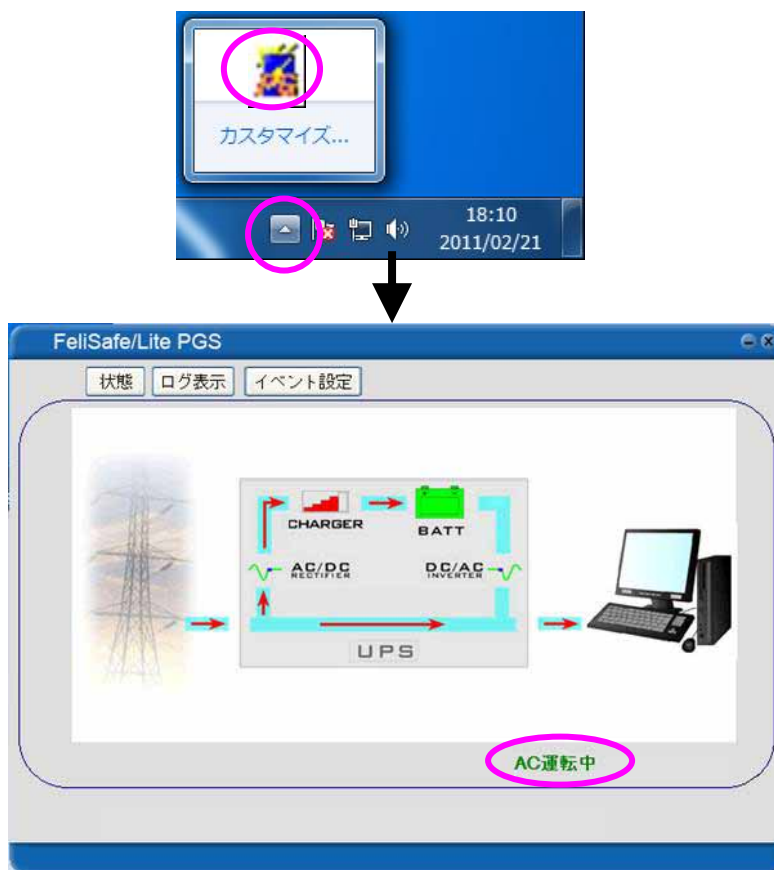 カスタマイズ...
18:10
2011/02/21
FeliSafe/Lite PGS
状態 ログ表示 イベント設定
CHARGER
BATT
AC/DC
RECTIFIER
DC/AC
INVERTER
UPS
AC運転中